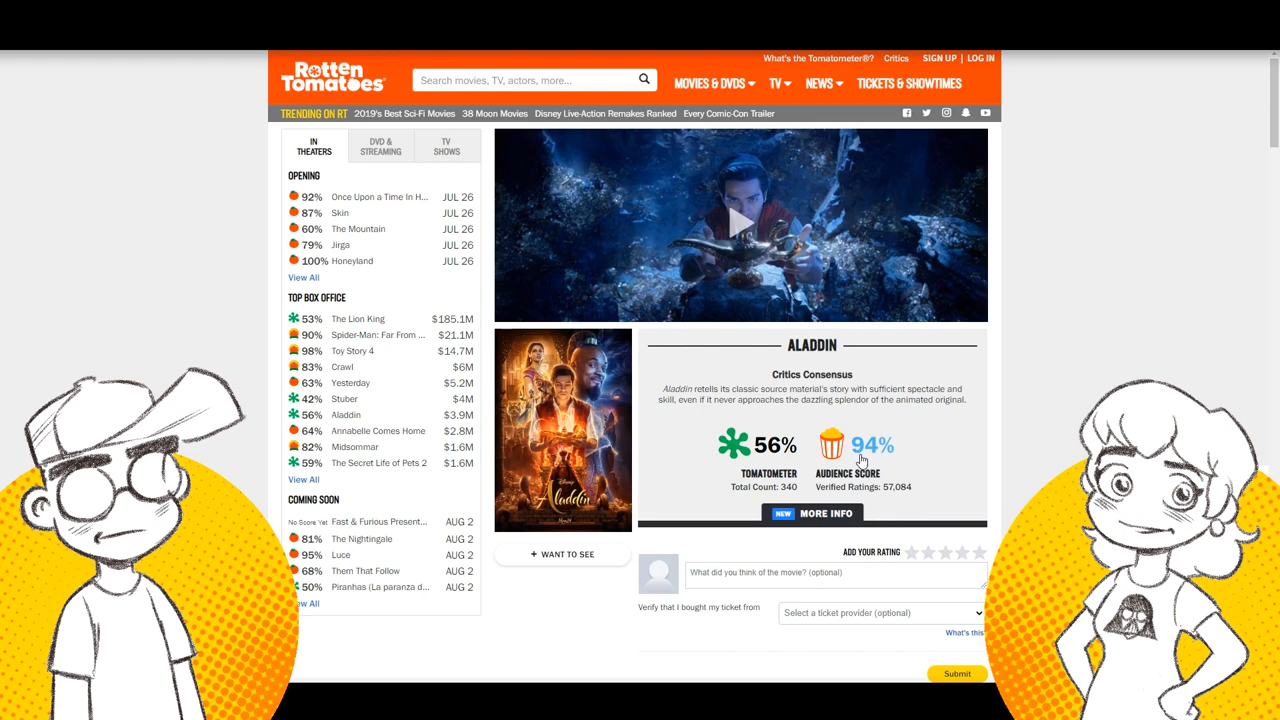 What's the Tomatometer®? Critics SIGN UP | LOG IN
Rotten
Tomatoes
Search movies, TV, actors, more...
MOVIES & DVDS TV NEWS TICKETS & SHOWTIMES
TRENDING ON RT 2019's Best Sci-Fi Movies 38 Moon Movies Disney Live-Action Remakes Ranked Every Comic-Con Trailer
IN
THEATERS
DVD &
STREAMING
TV
SHOWS
OPENING
92% Once Upon a Time In H... JUL 26
87% Skin JUL 26
60% The Mountain JUL 26
79% Jirga JUL 26
100% Honeyland JUL 26
View All
TOP BOX OFFICE
53% The Lion King $185.1M
90% Spider-Man: Far From ... $21.1M
98% Toy Story 4 $14.7M
83% Crawl $6M
63% Yesterday $5.2M
42% Stuber $4M
56% Aladdin $3.9M
64% Annabelle Comes Home $2.8M
82% Midsommar $1.6M
59% The Secret Life of Pets 2 $1.6M
View All
COMING SOON
No Score Yet Fast & Furious Present... AUG 2
81% The Nightingale AUG 2
95% Luce AUG 2
68% Them That Follow AUG 2
50% Piranhas (La paranza d... AUG 2
ew All
Disney
Aladdin
+ WANT TO SEE
ALADDIN
Critics Consensus
Aladdin retells its classic source material's story with sufficient spectacle and
skill, even if it never approaches the dazzling splendor of the animated original.
56% 94%
TOMATOMETER AUDIENCE SCORE
Total Count: 340 Verified Ratings: 57,084
NEW MORE INFO
ADD YOUR RATING
What did you think of the movie? (optional)
Verify that I bought my ticket from
Select a ticket provider (optional)
What's this
Submit